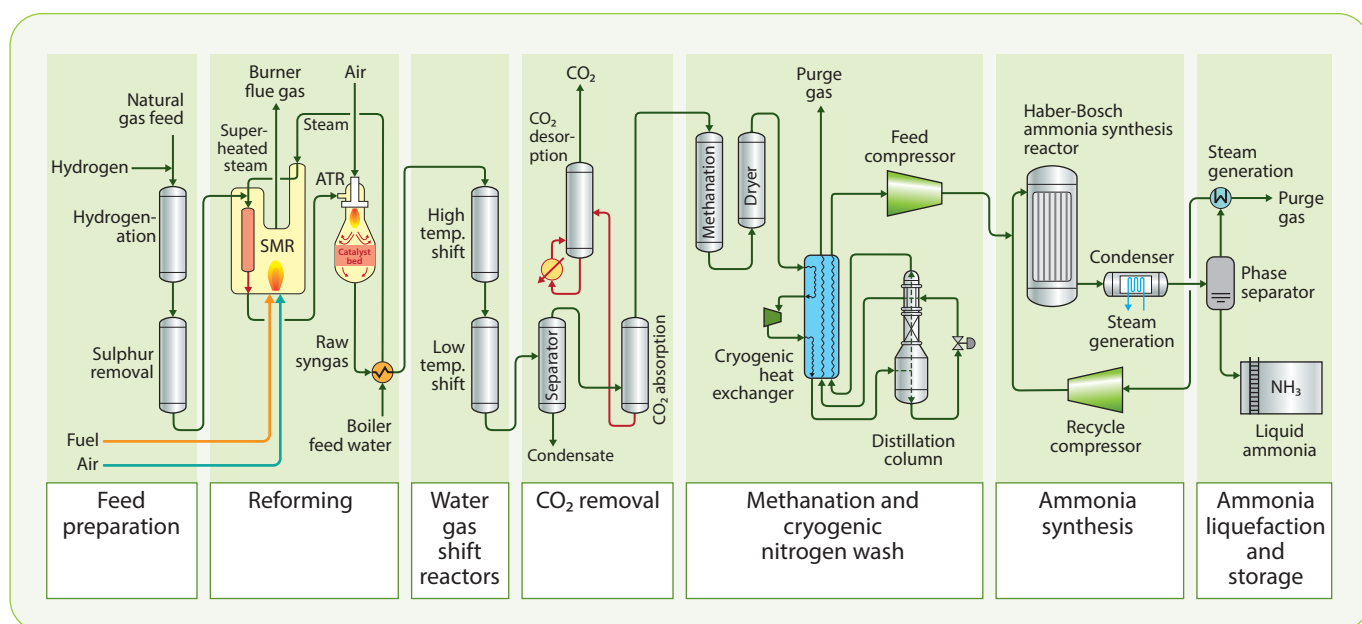 Natural
gas feed
Hydrogen
Hydrogen-
ation
Sulphur
removal
Fuel
Air
Burner
flue gas
Air
Steam
Super-
heated
steam
ATR
SMR
Catalyst
bed
Raw
syngas
Boiler
feed water
High
temp.
shift
Low
temp.
shift
CO₂
CO₂
desor-
ption
Separator
CO₂ absorption
Condensate
Methanation
Dryer
Purge
gas
Feed
compressor
Cryogenic
heat
exchanger
Distillation
column
Haber-Bosch
ammonia synthesis
reactor
Condenser
Steam
generation
Recycle
compressor
Steam
generation
Purge
gas
Phase
separator
NH₃
Liquid
ammonia
Feed
preparation
Reforming
Water
gas
shift
reactors
CO₂ removal
Methanation and
cryogenic
nitrogen wash
Ammonia
synthesis
Ammonia
liquefaction
and
storage